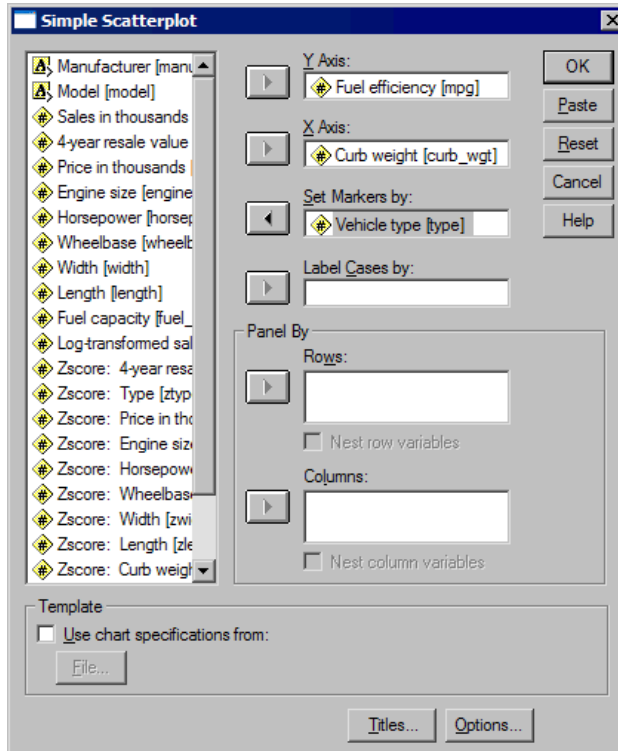 Simple Scatterplot
Manufacturer [manu
Model [model]
Sales in thousands
4-year resale value
Price in thousands [
Engine size [engine
Horsepower [horsep
Wheelbase [wheelb
Width [width]
Length [length]
Fuel capacity [fuel_
Log-transformed sal
Zscore: 4-year resa
Zscore: Type [ztyp
Zscore: Price in tho
Zscore: Engine size
Zscore: Horsepowe
Zscore: Wheelbase
Zscore: Width [zwi
Zscore: Length [zle
Zscore: Curb weigh
Y Axis:
Fuel efficiency [mpg]
X Axis:
Curb weight [curb_wgt]
Set Markers by:
Vehicle type [type]
Label Cases by:
Panel By
Rows:
Nest row variables
Columns:
Nest column variables
OK
Paste
Reset
Cancel
Help
Template
Use chart specifications from:
File...
Titles...
Options...